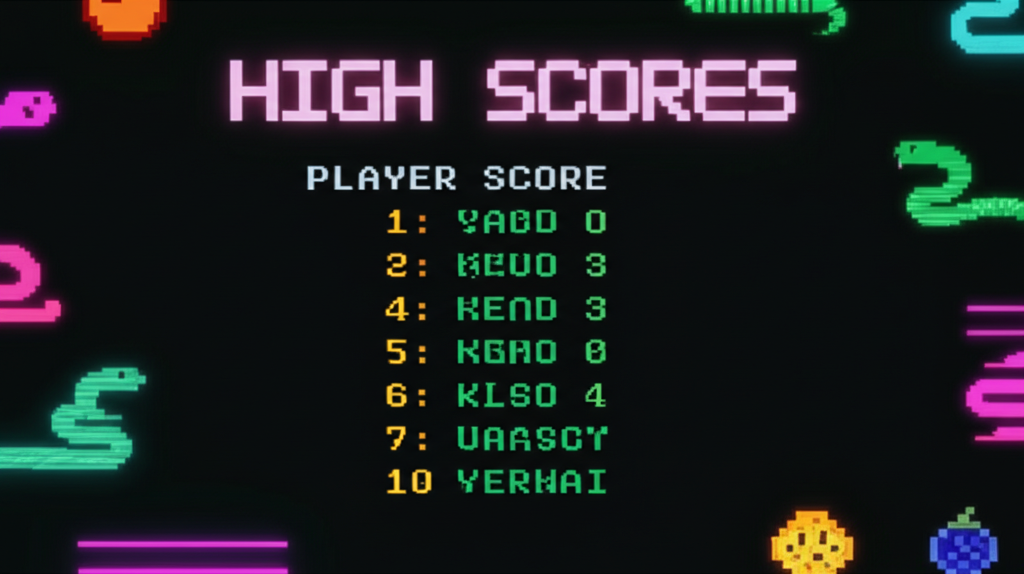 HIGH SCORES
PLAYER SCORE
1: 0
2: 3
4: KEND 3
5: 0
6: KLSO 4
7: UAASCY
10